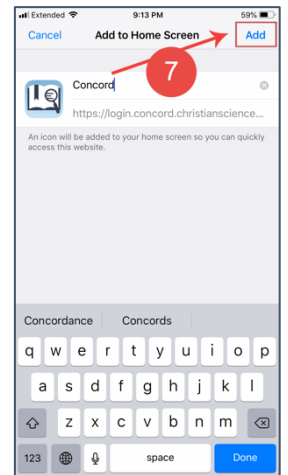 Extended 9:13 PM 59%
Cancel Add to Home Screen Add
7
Concord
https://login.concord.christianscience...
An icon will be added to your home screen so you can quickly
access this website.
Concordance Concords
q w e r t y u i o p
a s d f g h j k l
z x c v b n m
123 space Done